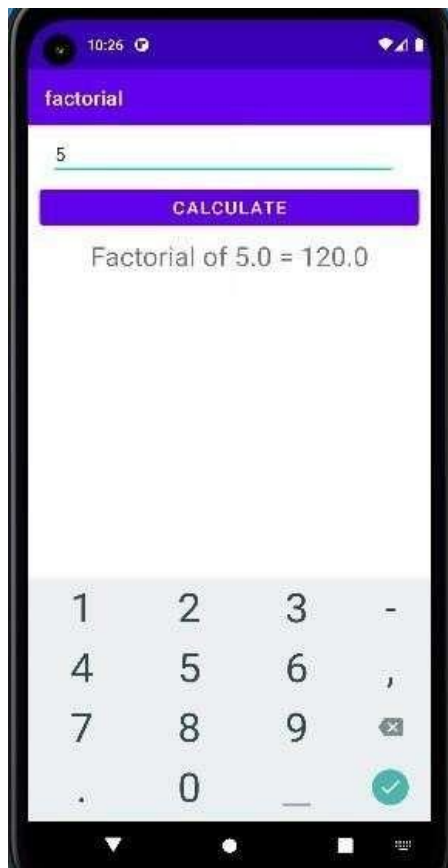 10:26
factorial
5
CALCULATE
Factorial of 5.0 = 120.0
1 2 3 -
4 5 6 ,
7 8 9
. 0 _